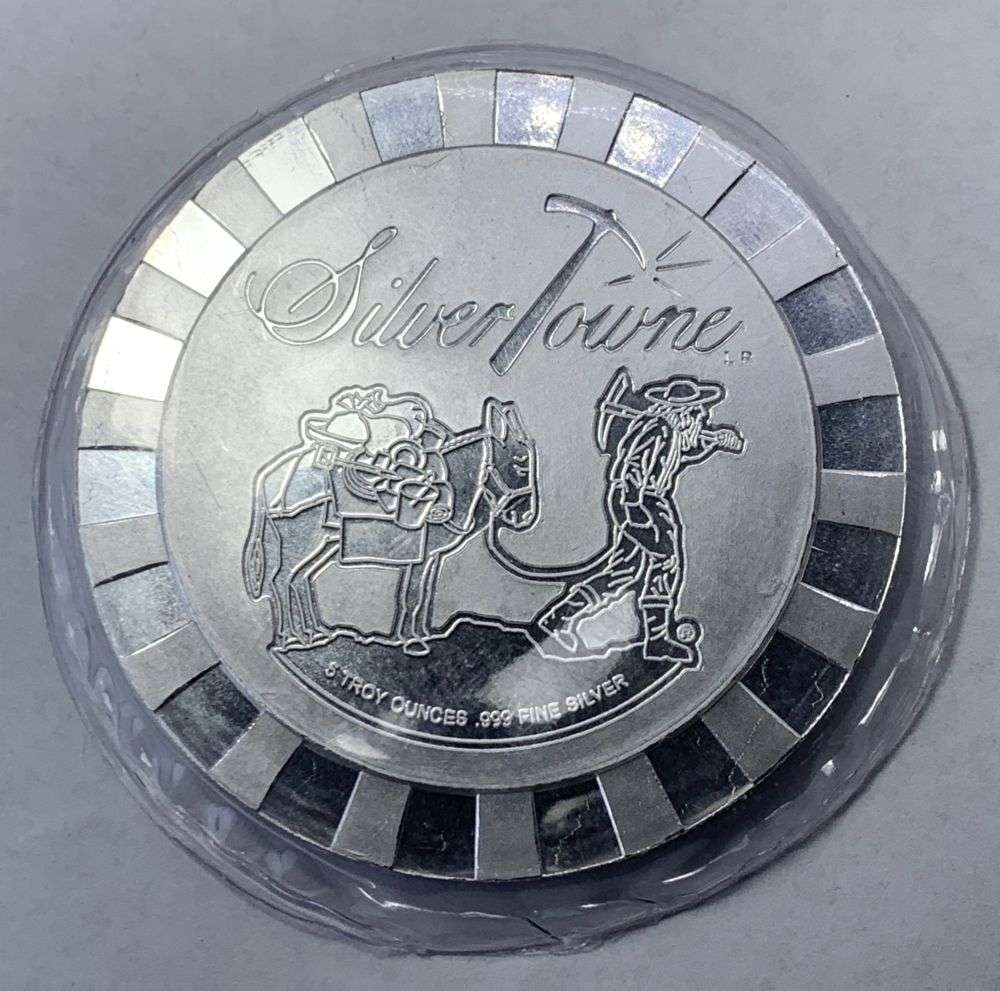 SilverTowne
L P
5 TROY OUNCES .999 FINE SILVER
®